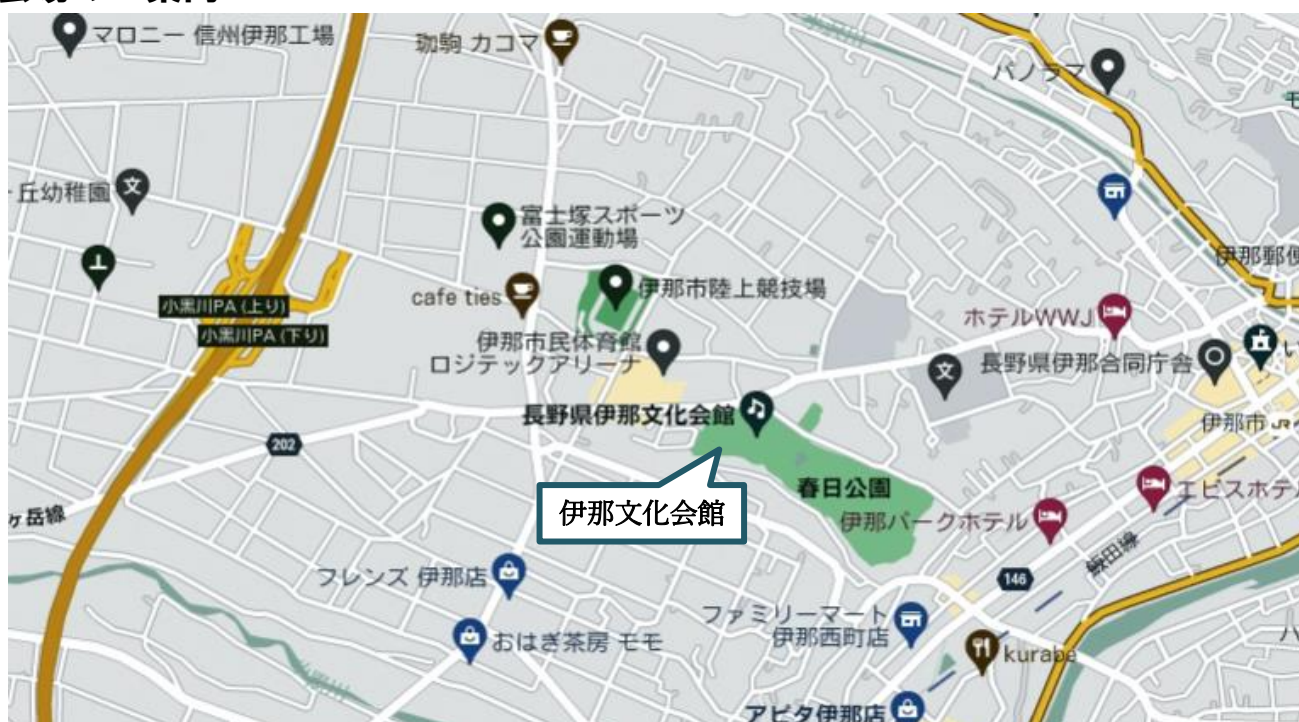 マロニー 信州伊那工場
珈駒 カコマ
パノラマ
丘幼稚園
文
富士塚スポーツ
公園運動場
伊那郵便
小黒川PA (上り)
小黒川PA (下り)
cafe ties
伊那市陸上競技場
ホテルWWJ
伊那市民体育館
ロジテックアリーナ
文
長野県伊那合同庁舎
い
長野県伊那文化会館
伊那市
202
春日公園
エビスホテル
ケ岳線
伊那文化会館
伊那パークホテル
飯田線
146
フレンズ 伊那店
ファミリーマート
伊那西町店
おはぎ茶房 モモ
kurabe
アピタ伊那店